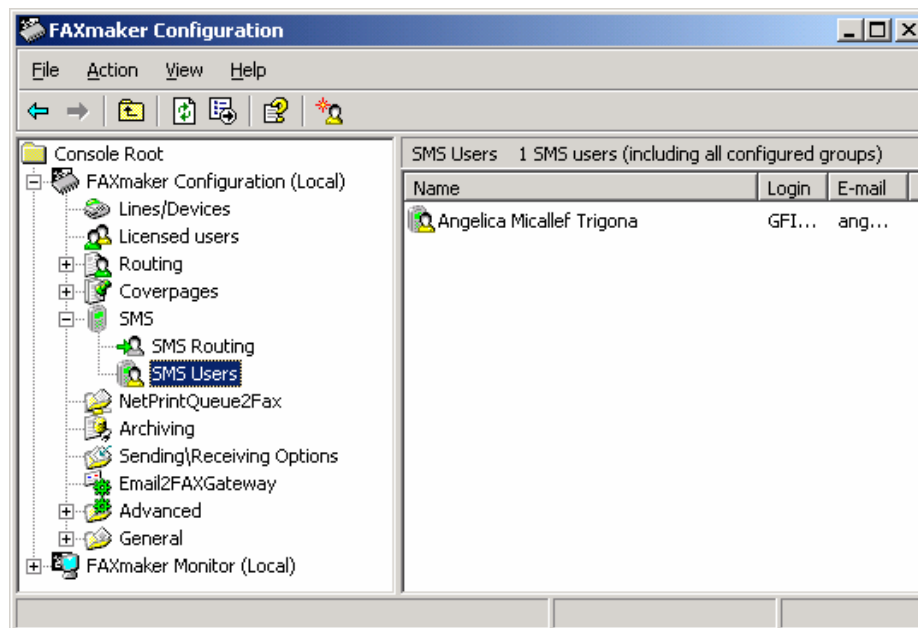 FAXmaker Configuration
File Action View Help
Console Root
FAXmaker Configuration (Local)
Lines/Devices
Licensed users
Routing
Coverpages
SMS
SMS Routing
SMS Users
NetPrintQueue2Fax
Archiving
Sending\Receiving Options
Email2FAXGateway
Advanced
General
FAXmaker Monitor (Local)
SMS Users 1 SMS users (including all configured groups)
Name Login E-mail
Angelica Micallef Trigona GFI... ang...